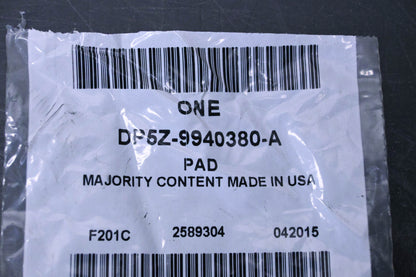 ONE
DP5Z-9940380-A
PAD
MAJORITY CONTENT MADE IN USA
F201C 2589304 042015